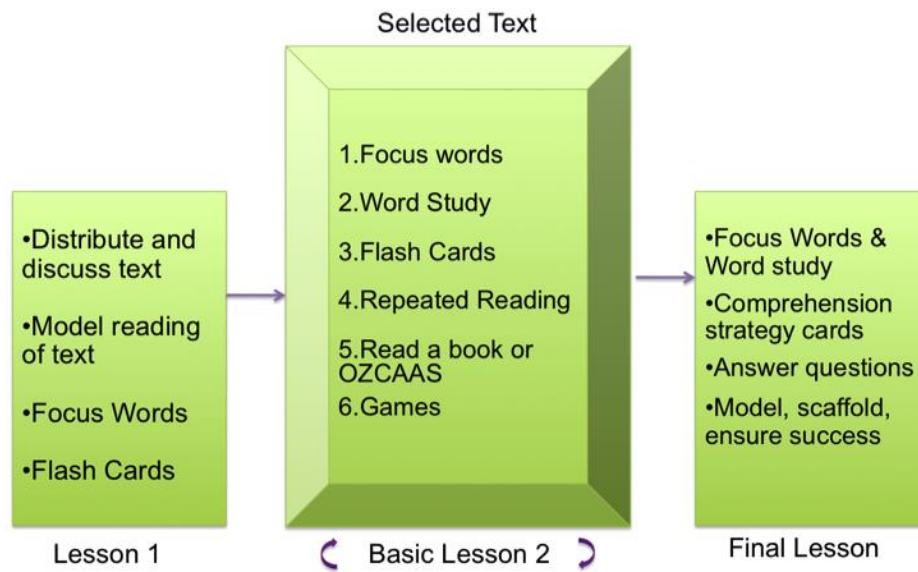 Selected Text
•Distribute and
discuss text
•Model reading
of text
•Focus Words
•Flash Cards
Lesson 1
1.Focus words
2.Word Study
3.Flash Cards
4.Repeated Reading
5.Read a book or
OZCAAS
6.Games
Basic Lesson 2
•Focus Words &
Word study
•Comprehension
strategy cards
•Answer questions
•Model, scaffold,
ensure success
Final Lesson